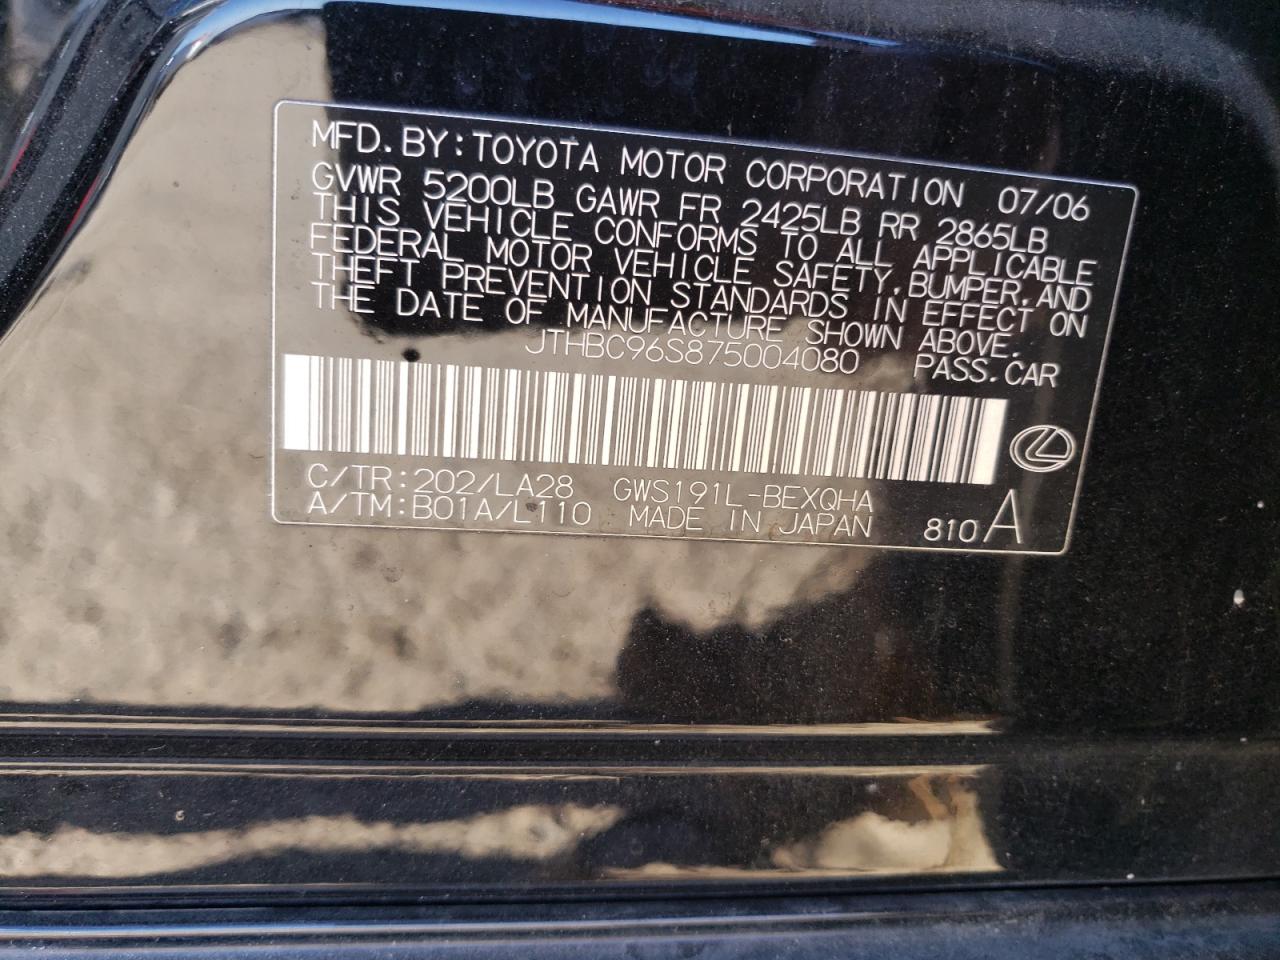 MFD. BY: TOYOTA MOTOR CORPORATION 07/06
GVWR 5200LB GAWR FR 2425LB RR 2865LB
THIS VEHICLE CONFORMS TO ALL APPLICABLE
FEDERAL MOTOR VEHICLE SAFETY, BUMPER, AND
THEFT PREVENTION STANDARDS IN EFFECT ON
THE DATE OF MANUFACTURE SHOWN ABOVE.
JTHBC96S875004080 PASS. CAR
C/TR: 202/LA28 GWS191L-BEXQHA
A/TM: B01A/L110 MADE IN JAPAN 810 A